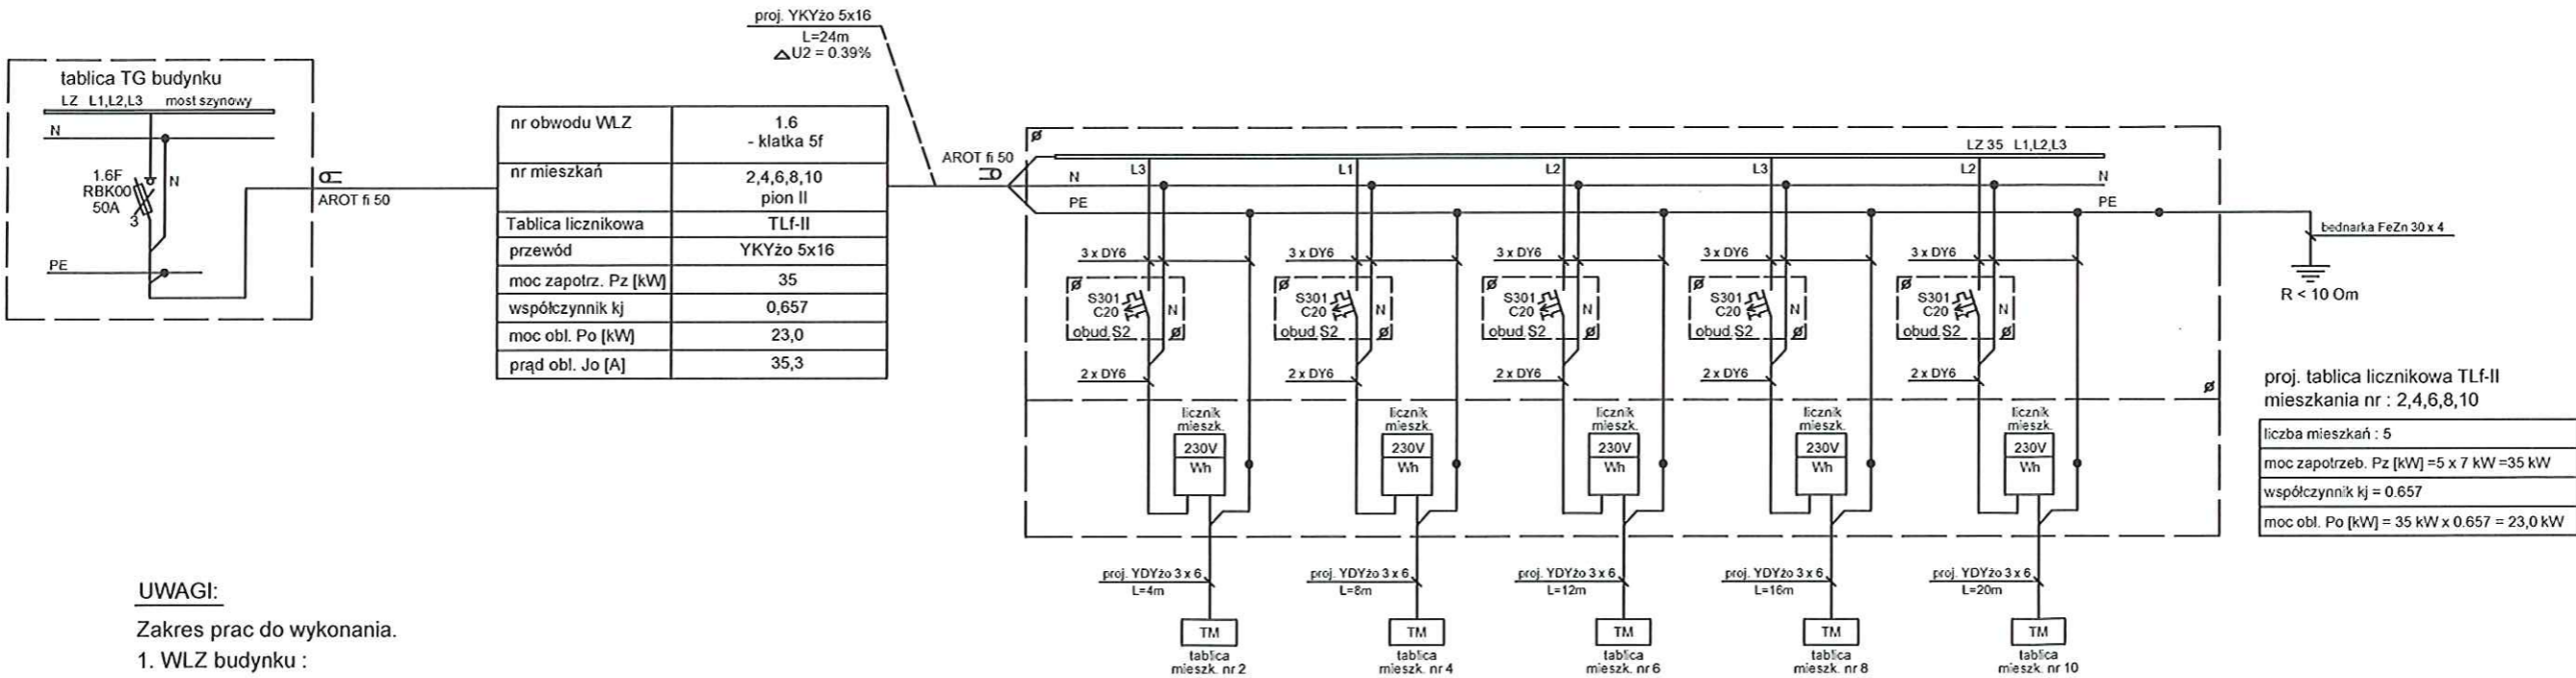 proj. YKYżo 5x16
L=24m
△U2 = 0.39%
tablica TG budynku
LZ L1,L2,L3 most szynowy
N
1.6F
RBK00
50A
3
N
PE
AROT fi 50
nr obwodu WLZ 1.6
- klatka 5f
nr mieszkań 2,4,6,8,10
pion II
Tablica licznikowa TLf-II
przewód YKYżo 5x16
moc zapotrz. Pz [kW] 35
współczynnik kj 0,657
moc obl. Po [kW] 23,0
prąd obl. Jo [A] 35,3
AROT fi 50
LZ 35 L1,L2,L3
L3 L1 L2 L3 L2
N N
PE PE
bednarka FeZn 30 x 4
R < 10 Om
3 x DY6 3 x DY6 3 x DY6 3 x DY6 3 x DY6
S301 S301 S301 S301 S301
C20 N C20 N C20 N C20 N C20 N
obud.S2 obud.S2 obud.S2 obud.S2 obud.S2
2 x DY6 2 x DY6 2 x DY6 2 x DY6 2 x DY6
licznik licznik licznik licznik licznik
mieszk. mieszk. mieszk. mieszk. mieszk.
230V 230V 230V 230V 230V
Wh Wh Wh Wh Wh
proj. YDYżo 3 x 6 proj. YDYżo 3 x 6 proj. YDYżo 3 x 6 proj. YDYżo 3 x 6 proj. YDYżo 3 x 6
L=4m L=8m L=12m L=16m L=20m
TM TM TM TM TM
tablica tablica tablica tablica tablica
mieszk. nr 2 mieszk. nr 4 mieszk. nr 6 mieszk. nr 8 mieszk. nr 10
proj. tablica licznikowa TLf-II
mieszkania nr : 2,4,6,8,10
liczba mieszkań : 5
moc zapotrzeb. Pz [kW] =5 x 7 kW =35 kW
współczynnik kj = 0.657
moc obl. Po [kW] = 35 kW x 0.657 = 23,0 kW
UWAGI:
Zakres prac do wykonania.
1. WLZ budynku :